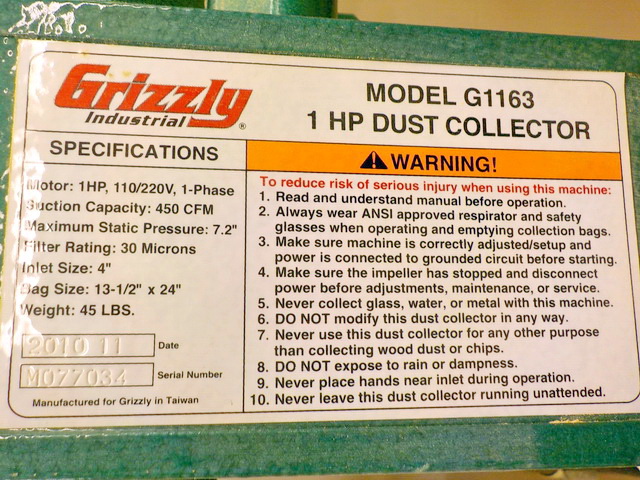 Grizzly
Industrial ®
MODEL G1163
1 HP DUST COLLECTOR
SPECIFICATIONS
Motor: 1HP, 110/220V, 1-Phase
Suction Capacity: 450 CFM
Maximum Static Pressure: 7.2"
Filter Rating: 30 Microns
Inlet Size: 4"
Bag Size: 13-1/2" x 24"
Weight: 45 LBS.
2010 11 Date
M077034 Serial Number
Manufactured for Grizzly in Taiwan
WARNING!
To reduce risk of serious injury when using this machine:
1. Read and understand manual before operation.
2. Always wear ANSI approved respirator and safety
glasses when operating and emptying collection bags.
3. Make sure machine is correctly adjusted/setup and
power is connected to grounded circuit before starting.
4. Make sure the impeller has stopped and disconnect
power before adjustments, maintenance, or service.
5. Never collect glass, water, or metal with this machine.
6. DO NOT modify this dust collector in any way.
7. Never use this dust collector for any other purpose
than collecting wood dust or chips.
8. DO NOT expose to rain or dampness.
9. Never place hands near inlet during operation.
10. Never leave this dust collector running unattended.